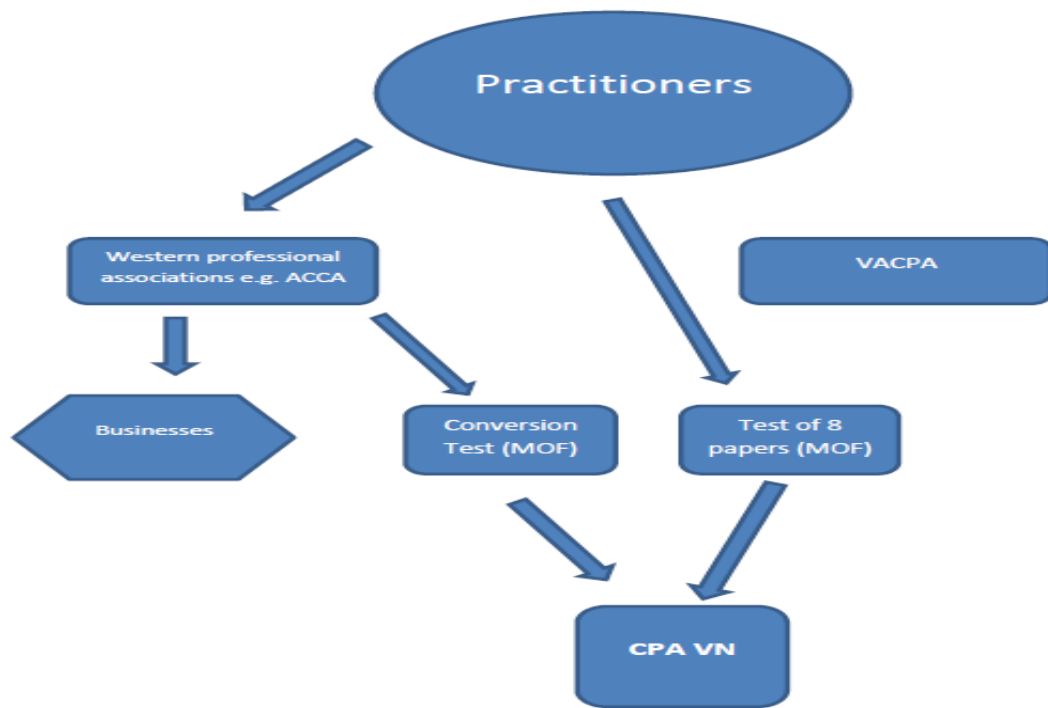 Practitioners
Western professional
associations e.g. ACCA
VACPA
Businesses
Conversion
Test (MOF)
Test of 8
papers (MOF)
CPA VN